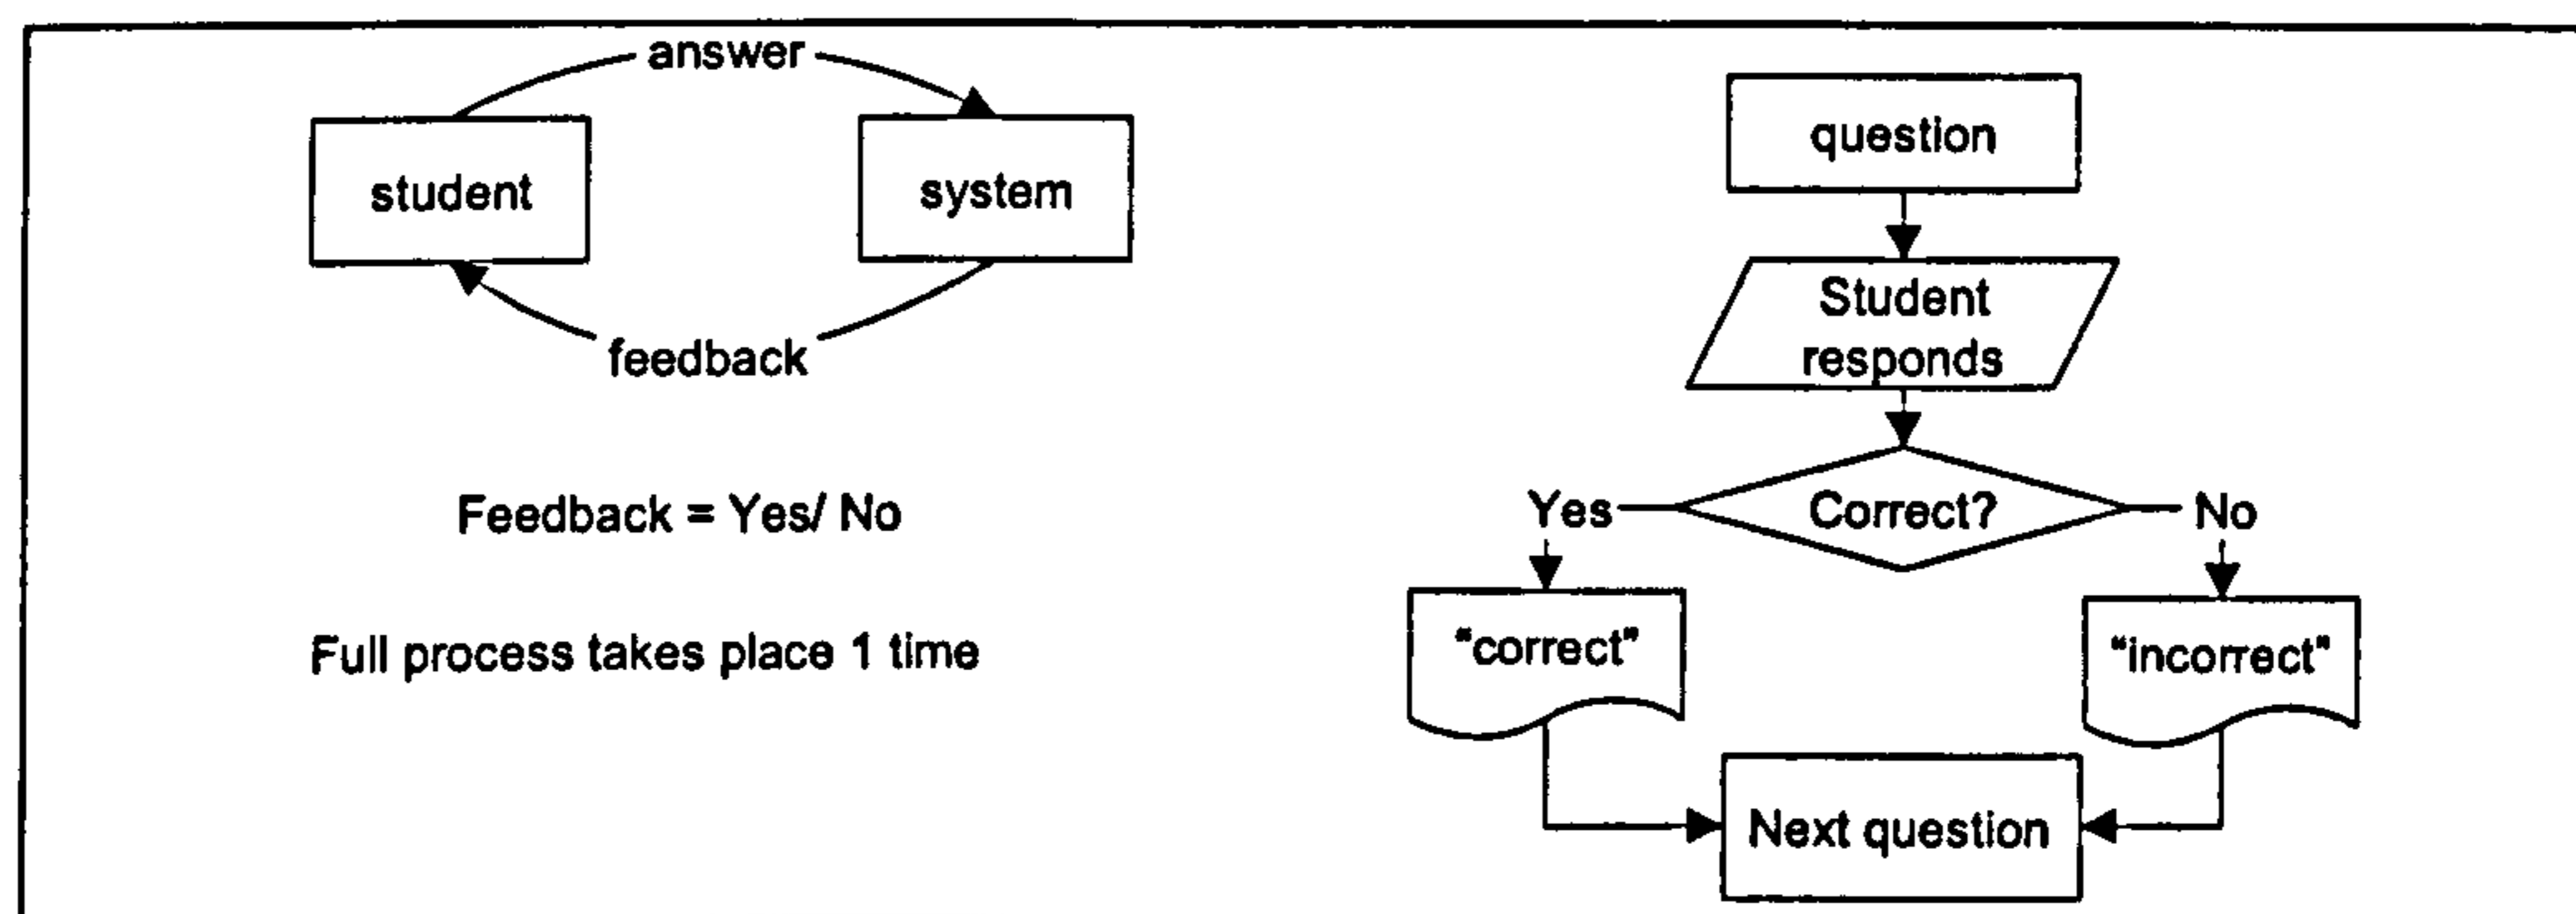 answer
student
system
feedback
Feedback = Yes/ No
Full process takes place 1 time
question
Student
responds
Correct?
Yes
No
"correct"
"incorrect"
Next question